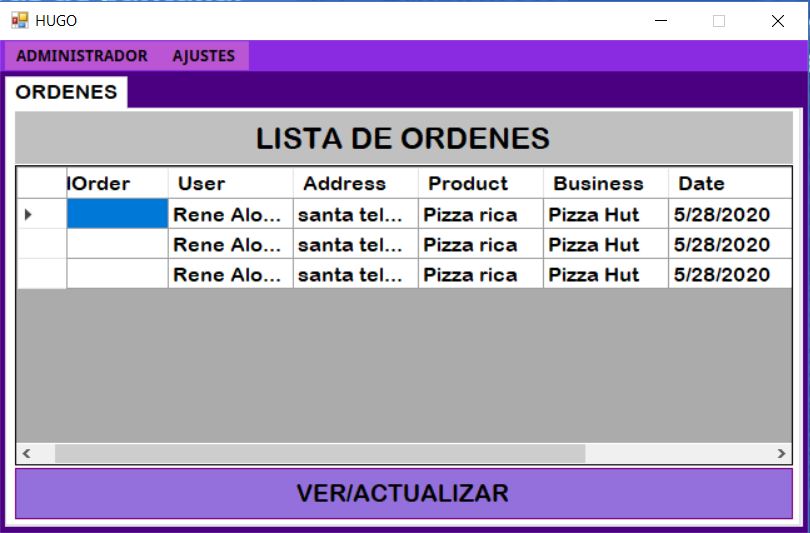 HUGO
ADMINISTRADOR AJUSTES
ORDENES
LISTA DE ORDENES
lOrder User Address Product Business Date
Rene Alo... santa tel... Pizza rica Pizza Hut 5/28/2020
Rene Alo... santa tel... Pizza rica Pizza Hut 5/28/2020
Rene Alo... santa tel... Pizza rica Pizza Hut 5/28/2020
VER/ACTUALIZAR